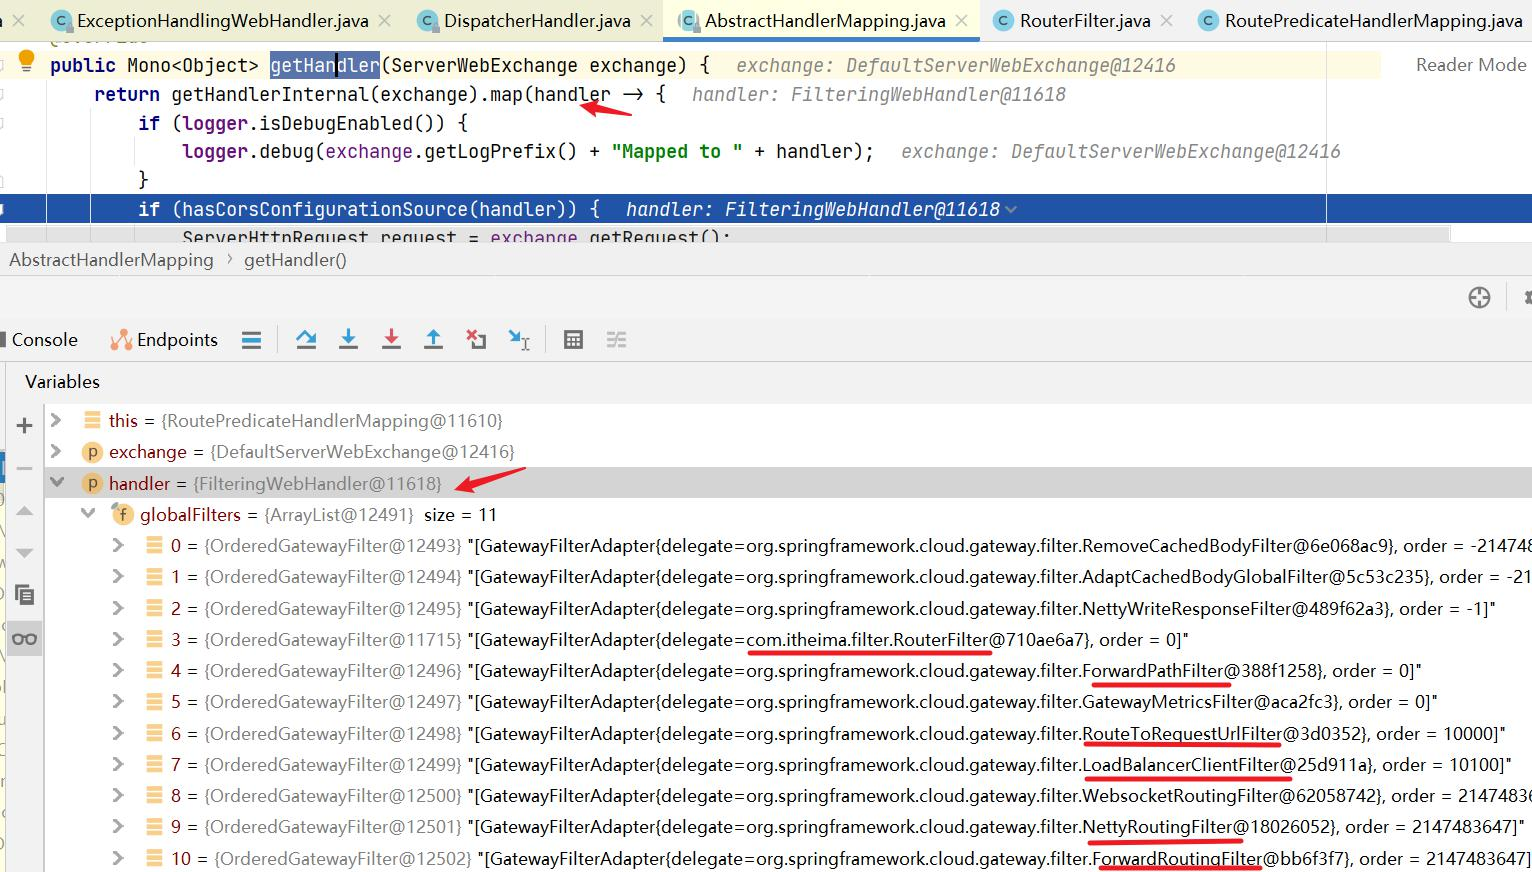 a ExceptionHandlingWebHandler.java DispatcherHandler.java AbstractHandlerMapping.java RouterFilter.java RoutePredicateHandlerMapping.java
@Override
public Mono<Object> getHandler(ServerWebExchange exchange) { exchange: DefaultServerWebExchange@12416 Reader Mode
return getHandlerInternal(exchange).map(handler → { handler: FilteringWebHandler@11618
if (logger.isDebugEnabled()) {
logger.debug(exchange.getLogPrefix() + "Mapped to " + handler); exchange: DefaultServerWebExchange@12416
}
if (hasCorsConfigurationSource(handler)) { handler: FilteringWebHandler@11618
ServerHttpRequest request = exchange.getRequest();
AbstractHandlerMapping > getHandler()
Console Endpoints
Variables
this = {RoutePredicateHandlerMapping@11610}
exchange = {DefaultServerWebExchange@12416}
handler = {FilteringWebHandler@11618}
globalFilters = {ArrayList@12491} size = 11
0 = {OrderedGatewayFilter@12493} "[GatewayFilterAdapter{delegate=org.springframework.cloud.gateway.filter.RemoveCachedBodyFilter@6e068ac9}, order = -214748
1 = {OrderedGatewayFilter@12494} "[GatewayFilterAdapter{delegate=org.springframework.cloud.gateway.filter.AdaptCachedBodyGlobalFilter@5c53c235}, order = -21
2 = {OrderedGatewayFilter@12495} "[GatewayFilterAdapter{delegate=org.springframework.cloud.gateway.filter.NettyWriteResponseFilter@489f62a3}, order = -1]"
3 = {OrderedGatewayFilter@11715} "[GatewayFilterAdapter{delegate=com.itheima.filter.RouterFilter@710ae6a7}, order = 0]"
4 = {OrderedGatewayFilter@12496} "[GatewayFilterAdapter{delegate=org.springframework.cloud.gateway.filter.ForwardPathFilter@388f1258}, order = 0]"
5 = {OrderedGatewayFilter@12497} "[GatewayFilterAdapter{delegate=org.springframework.cloud.gateway.filter.GatewayMetricsFilter@aca2fc3}, order = 0]"
6 = {OrderedGatewayFilter@12498} "[GatewayFilterAdapter{delegate=org.springframework.cloud.gateway.filter.RouteToRequestUrlFilter@3d0352}, order = 10000]"
7 = {OrderedGatewayFilter@12499} "[GatewayFilterAdapter{delegate=org.springframework.cloud.gateway.filter.LoadBalancerClientFilter@25d911a}, order = 10100]"
8 = {OrderedGatewayFilter@12500} "[GatewayFilterAdapter{delegate=org.springframework.cloud.gateway.filter.WebsocketRoutingFilter@62058742}, order = 21474836
9 = {OrderedGatewayFilter@12501} "[GatewayFilterAdapter{delegate=org.springframework.cloud.gateway.filter.NettyRoutingFilter@18026052}, order = 2147483647]"
10 = {OrderedGatewayFilter@12502} "[GatewayFilterAdapter{delegate=org.springframework.cloud.gateway.filter.ForwardRoutingFilter@bb6f3f7}, order = 2147483647]